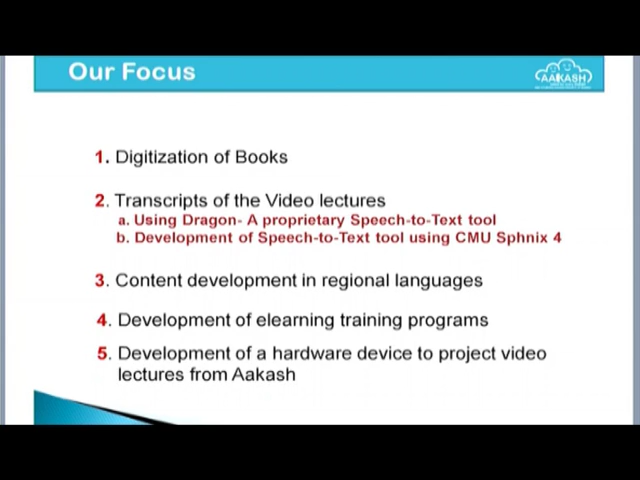 Our Focus
AAKASH
1. Digitization of Books
2. Transcripts of the Video lectures
a. Using Dragon- A proprietary Speech-to-Text tool
b. Development of Speech-to-Text tool using CMU Sphnix 4
3. Content development in regional languages
4. Development of elearning training programs
5. Development of a hardware device to project video
lectures from Aakash